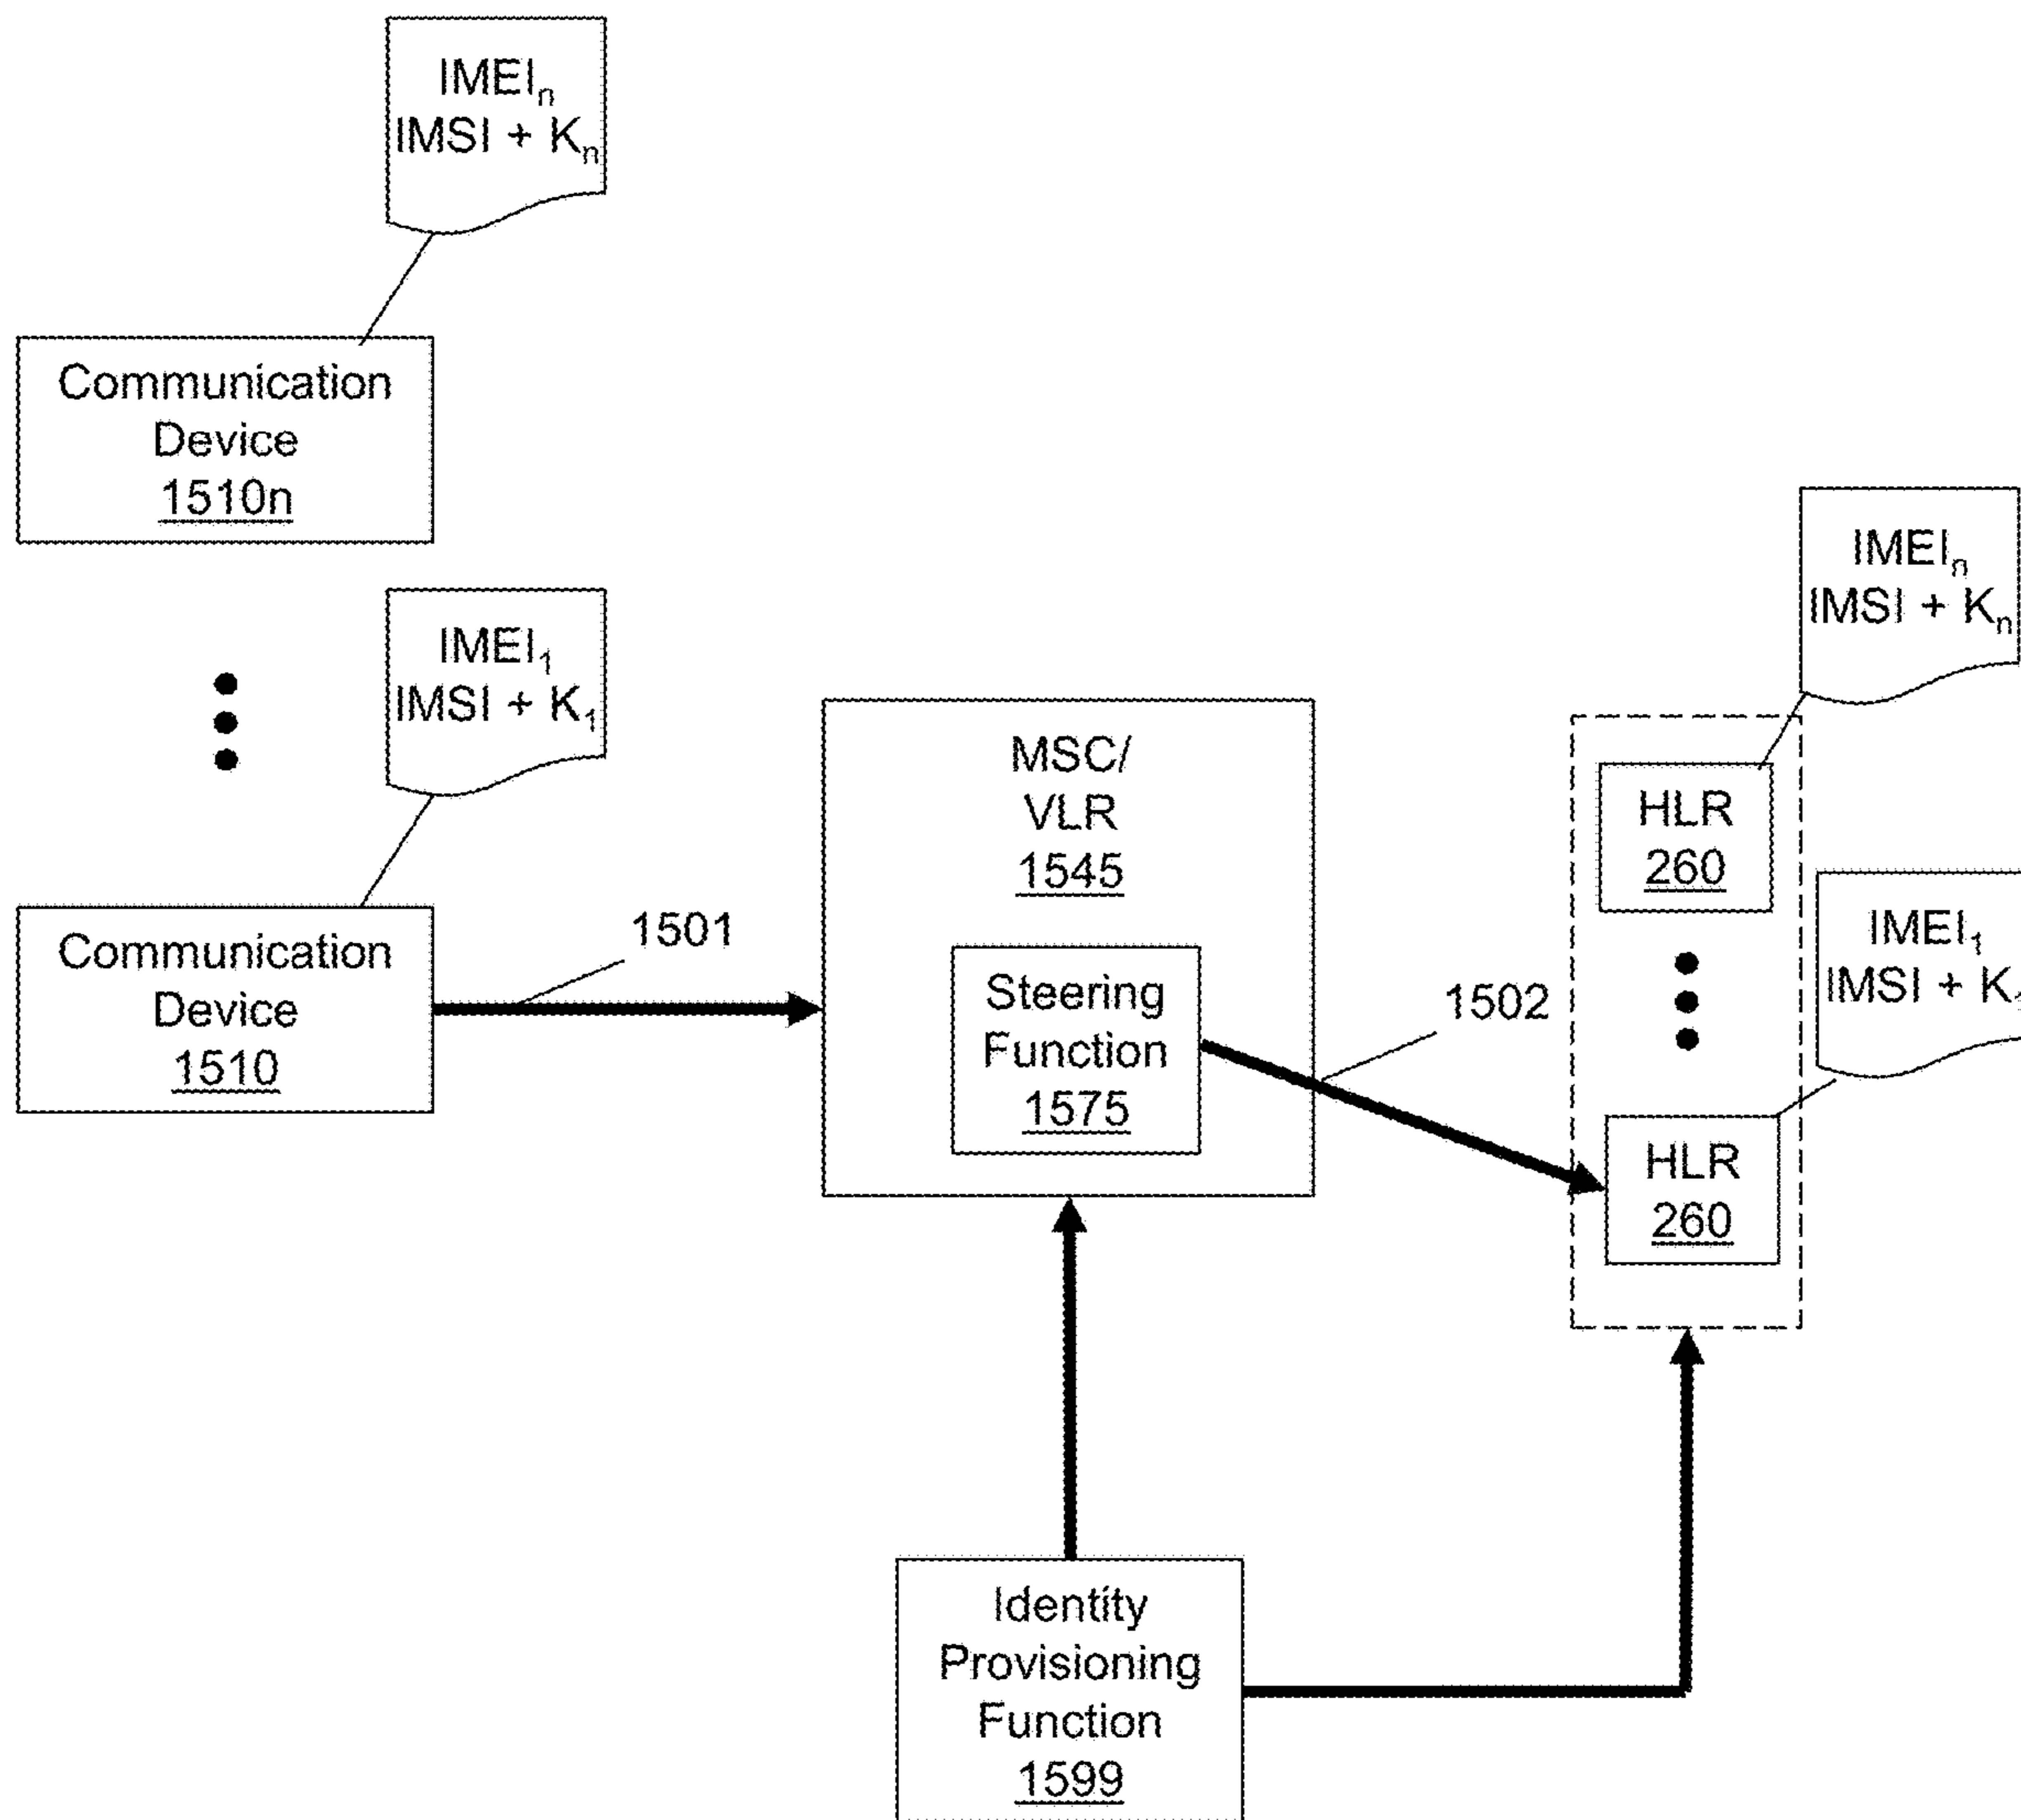 IMEIₙ
IMSI + Kₙ
Communication
Device
1510n
IMEI₁
IMSI + K₁
Communication
Device
1510
1501
MSC/
VLR
1545
Steering
Function
1575
1502
IMEIₙ
IMSI + Kₙ
HLR
260
IMEI₁
IMSI + K
HLR
260
Identity
Provisioning
Function
1599